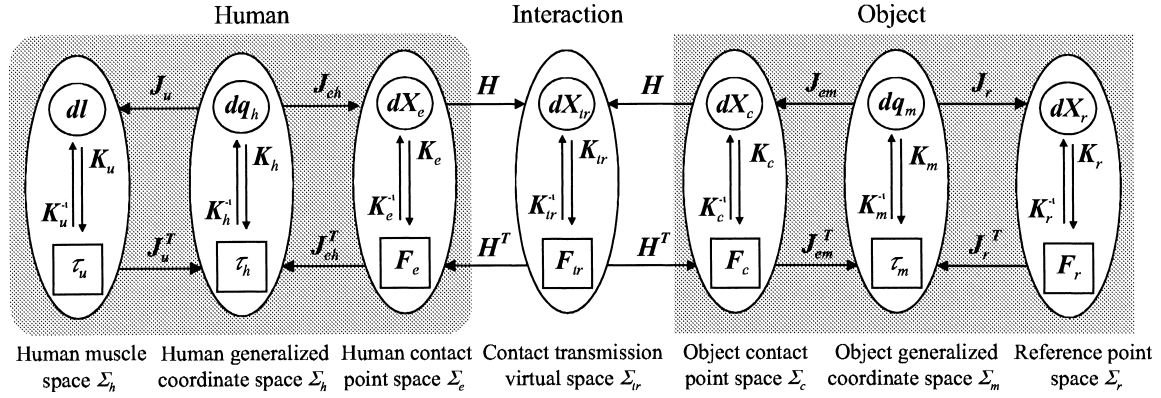 Human Interaction Object
J_u J_eh H H J_em J_r
dl dq_h dX_e dX_tr dX_c dq_m dX_r
K_u K_h K_e K_tr K_c K_m K_r
K_u^-1 K_h^-1 K_e^-1 K_tr^-1 K_c^-1 K_m^-1 K_r^-1
J_u^T J_eh^T H^T H^T J_em^T J_r^T
τ_u τ_h F_e F_tr F_c τ_m F_r
Human muscle Human generalized Human contact Contact transmission Object contact Object generalized Reference point
space Σ_h coordinate space Σ_h point space Σ_e virtual space Σ_tr point space Σ_c coordinate space Σ_m space Σ_r